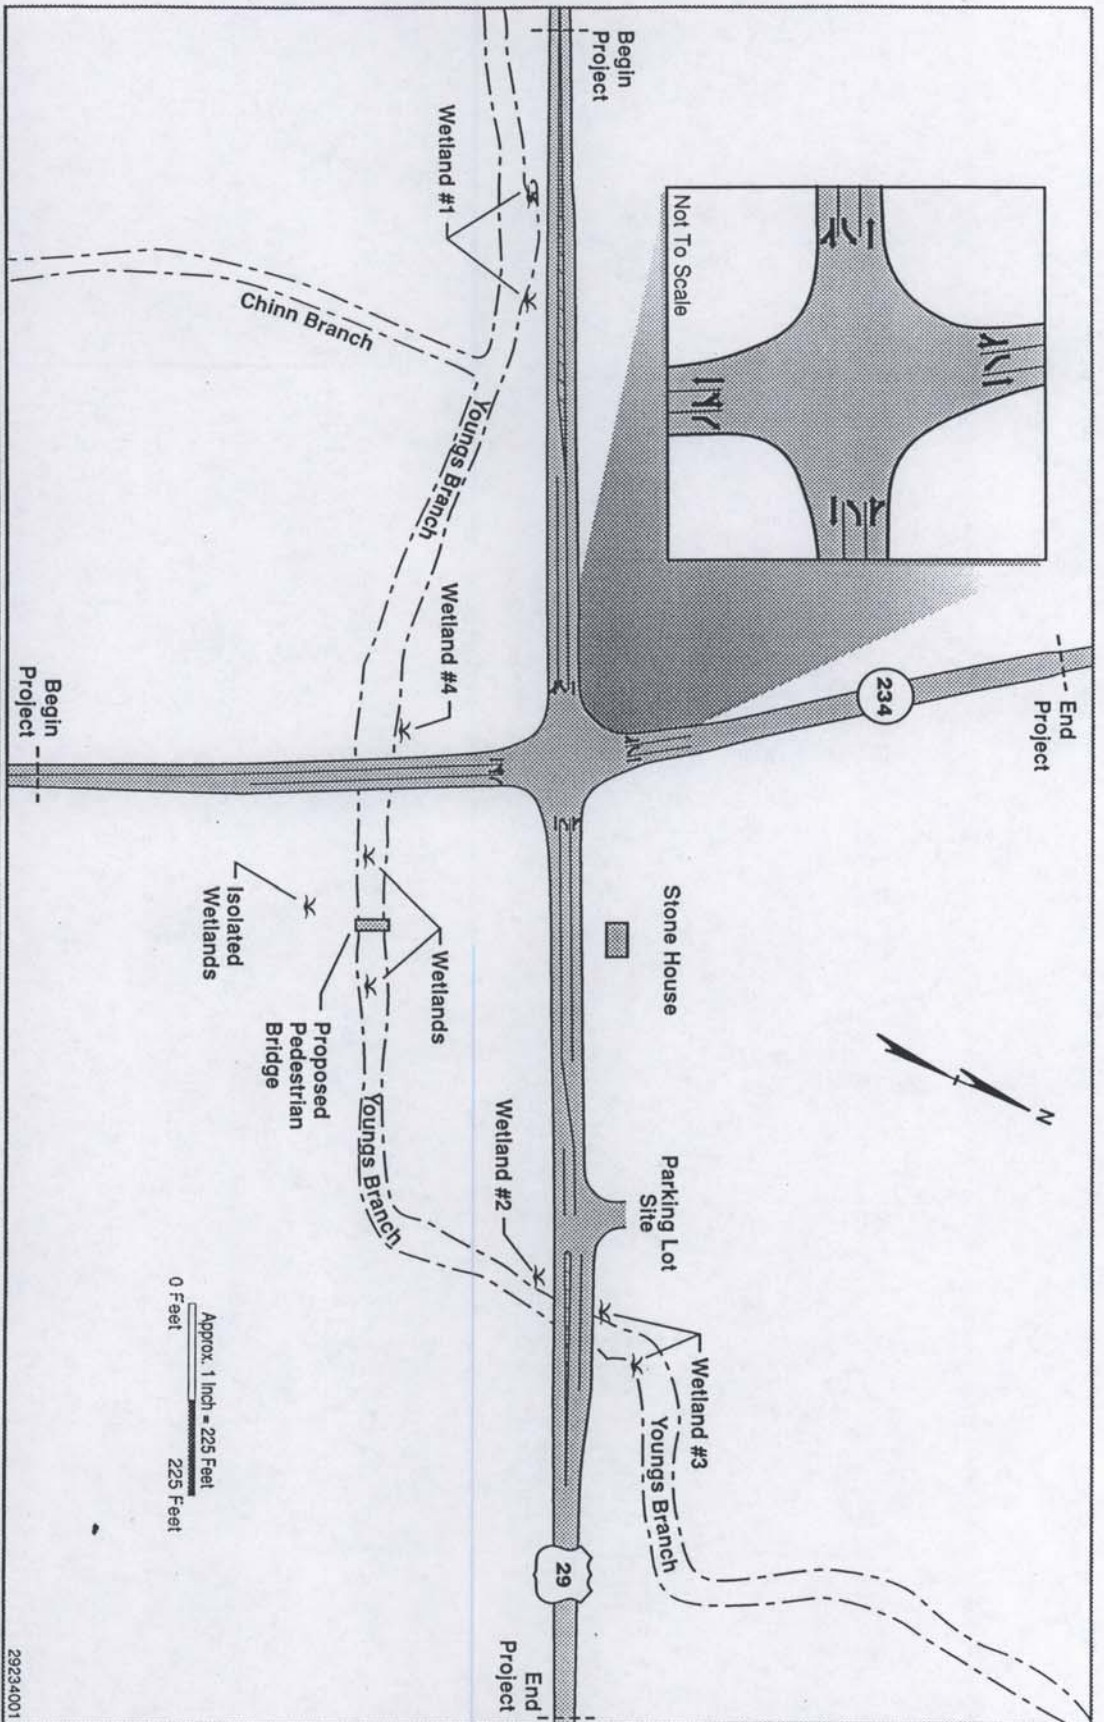 Begin
Project
Not To Scale
Wetland #1
Chinn Branch
Youngs Branch
Wetland #4
234
End
Project
Begin
Project
Stone House
N
Isolated
Wetlands
Wetlands
Proposed
Pedestrian
Bridge
Youngs Branch
Wetland #2
Parking Lot
Site
Wetland #3
Youngs Branch
Approx. 1 Inch = 225 Feet
0 Feet
225 Feet
29
End
Project
29234001